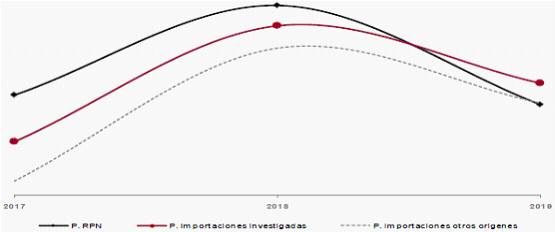 2017 2018 2019
P. RPN P. Importaciones Investigadas P. Importaciones otros orígenes